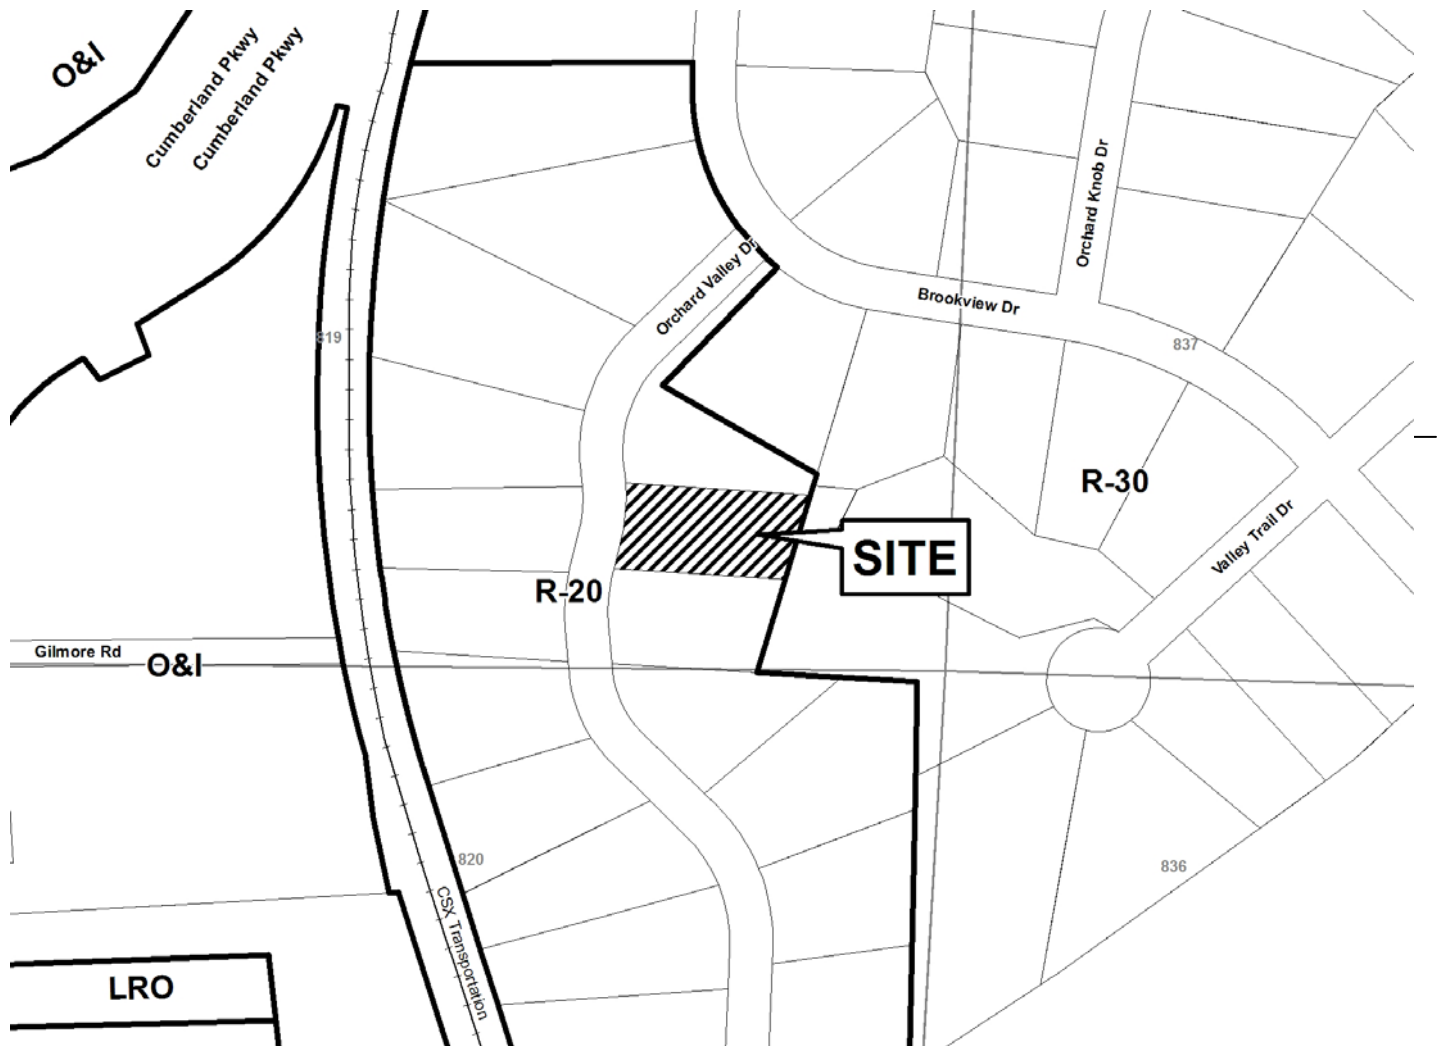 O&I
Cumberland Pkwy
Cumberland Pkwy
Orchard Knob Dr
Orchard Valley Dr
Brookview Dr
819
837
R-30
Valley Trail Dr
SITE
R-20
Gilmore Rd
O&I
820
836
CSX Transportation
LRO